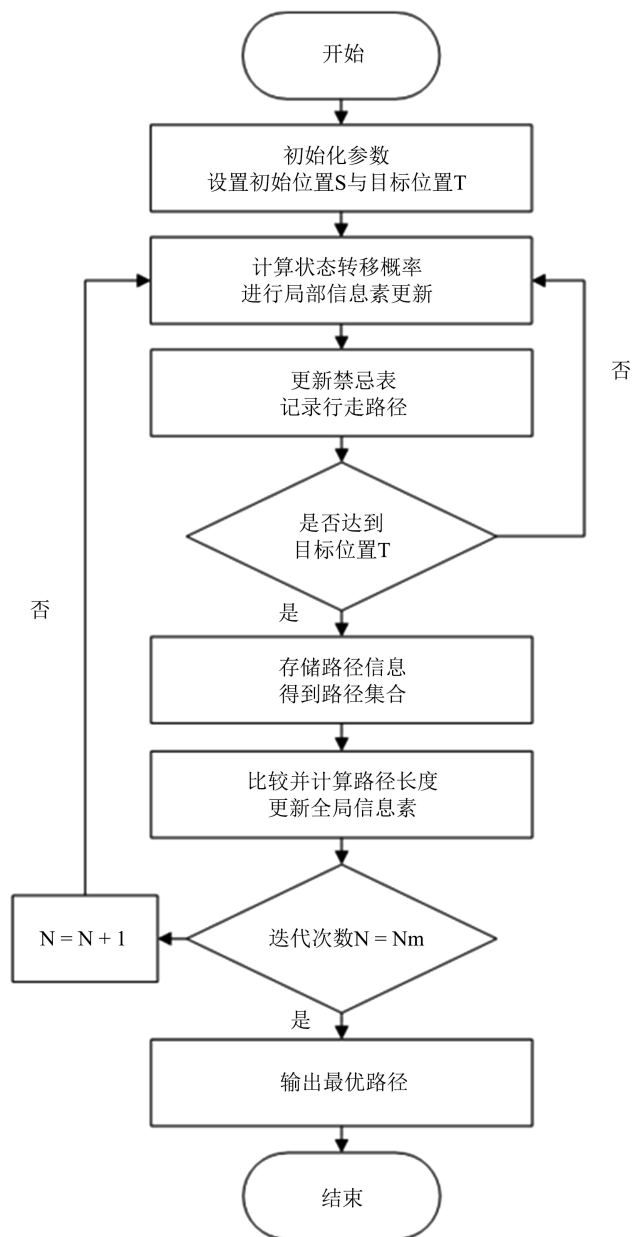 开始
初始化参数
设置初始位置S与目标位置T
计算状态转移概率
进行局部信息素更新
否
更新禁忌表
记录行走路径
是否达到
目标位置T
否
是
存储路径信息
得到路径集合
比较并计算路径长度
更新全局信息素
N = N + 1
迭代次数N = Nm
是
输出最优路径
结束